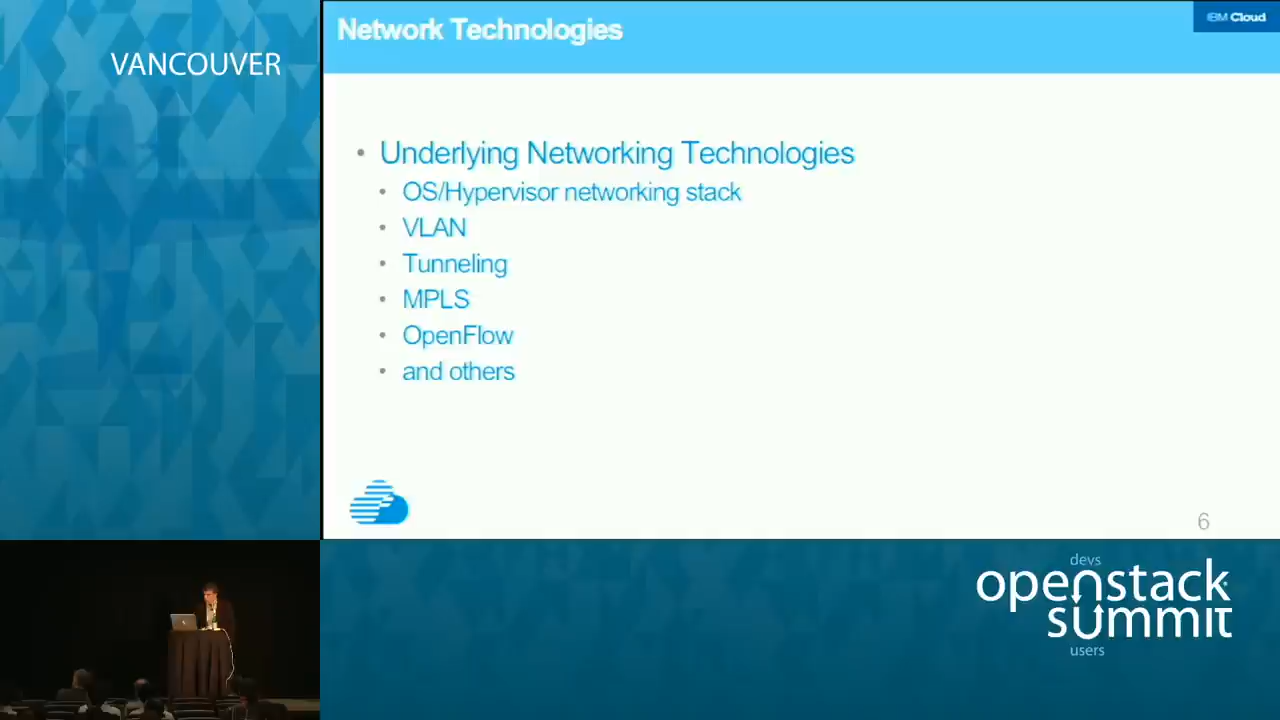 VANCOUVER
Network Technologies
IBM Cloud
• Underlying Networking Technologies
• OS/Hypervisor networking stack
• VLAN
• Tunneling
• MPLS
• OpenFlow
• and others
6
devs
openstack
summit
users